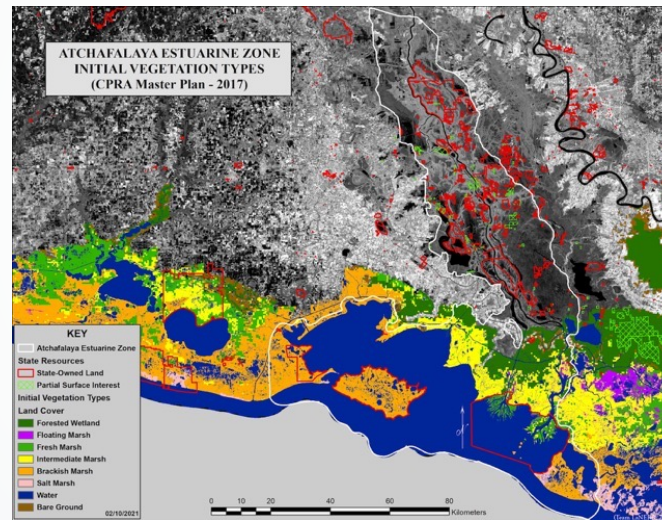 ATCHAFALAYA ESTUARINE ZONE
INITIAL VEGETATION TYPES
(CPRA Master Plan - 2017)
KEY
Atchafalaya Estuarine Zone
State Resources
State-Owned Land
Partial Surface Interest
Initial Vegetation Types
Land Cover
Forested Wetland
Floating Marsh
Fresh Marsh
Intermediate Marsh
Brackish Marsh
Salt Marsh
Water
Bare Ground
02/10/2021
0 20 40 60 80
Kilometers